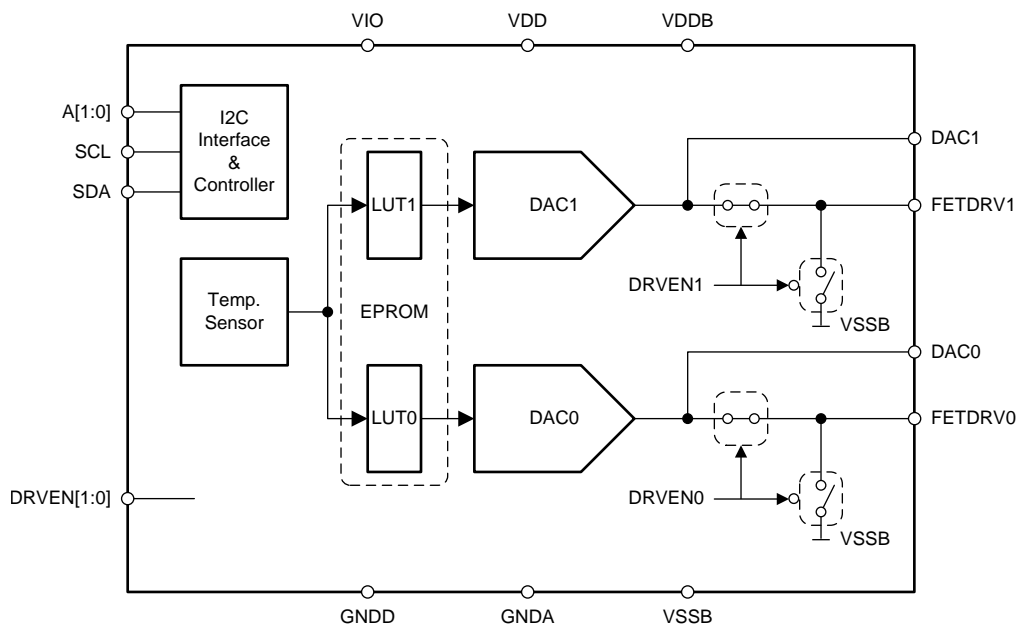 VIO
VDD
VDDB
A[1:0]
SCL
SDA
I2C
Interface
&
Controller
LUT1
DAC1
DAC1
FETDRV1
DRVEN1
VSSB
Temp.
Sensor
EPROM
DAC0
LUT0
DAC0
FETDRV0
DRVEN[1:0]
DRVEN0
VSSB
GNDD
GNDA
VSSB